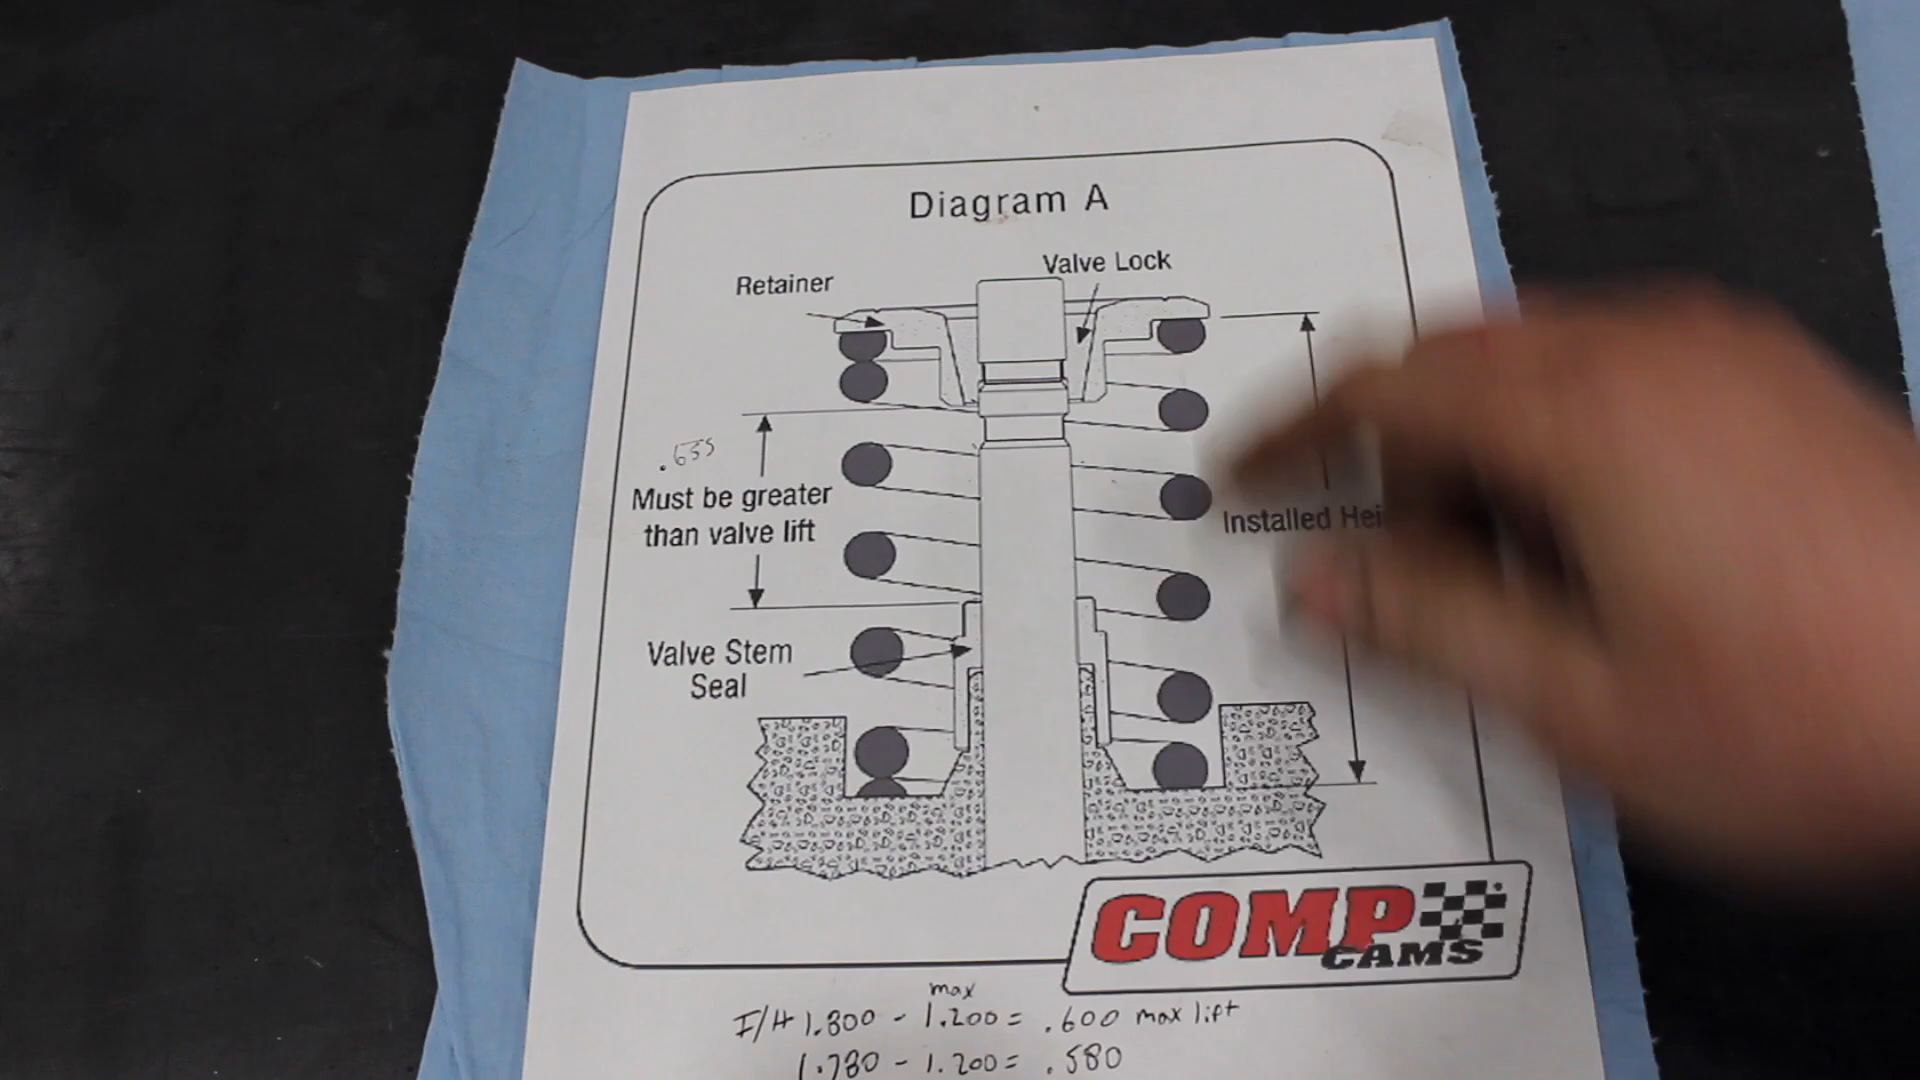 Diagram A
Retainer
Valve Lock
.655
Must be greater
than valve lift
Installed Hei
Valve Stem
Seal
COMP
CAMS
max
I/H 1.800 - 1.200 = .600 max lift
1.780 - 1.200 = .580